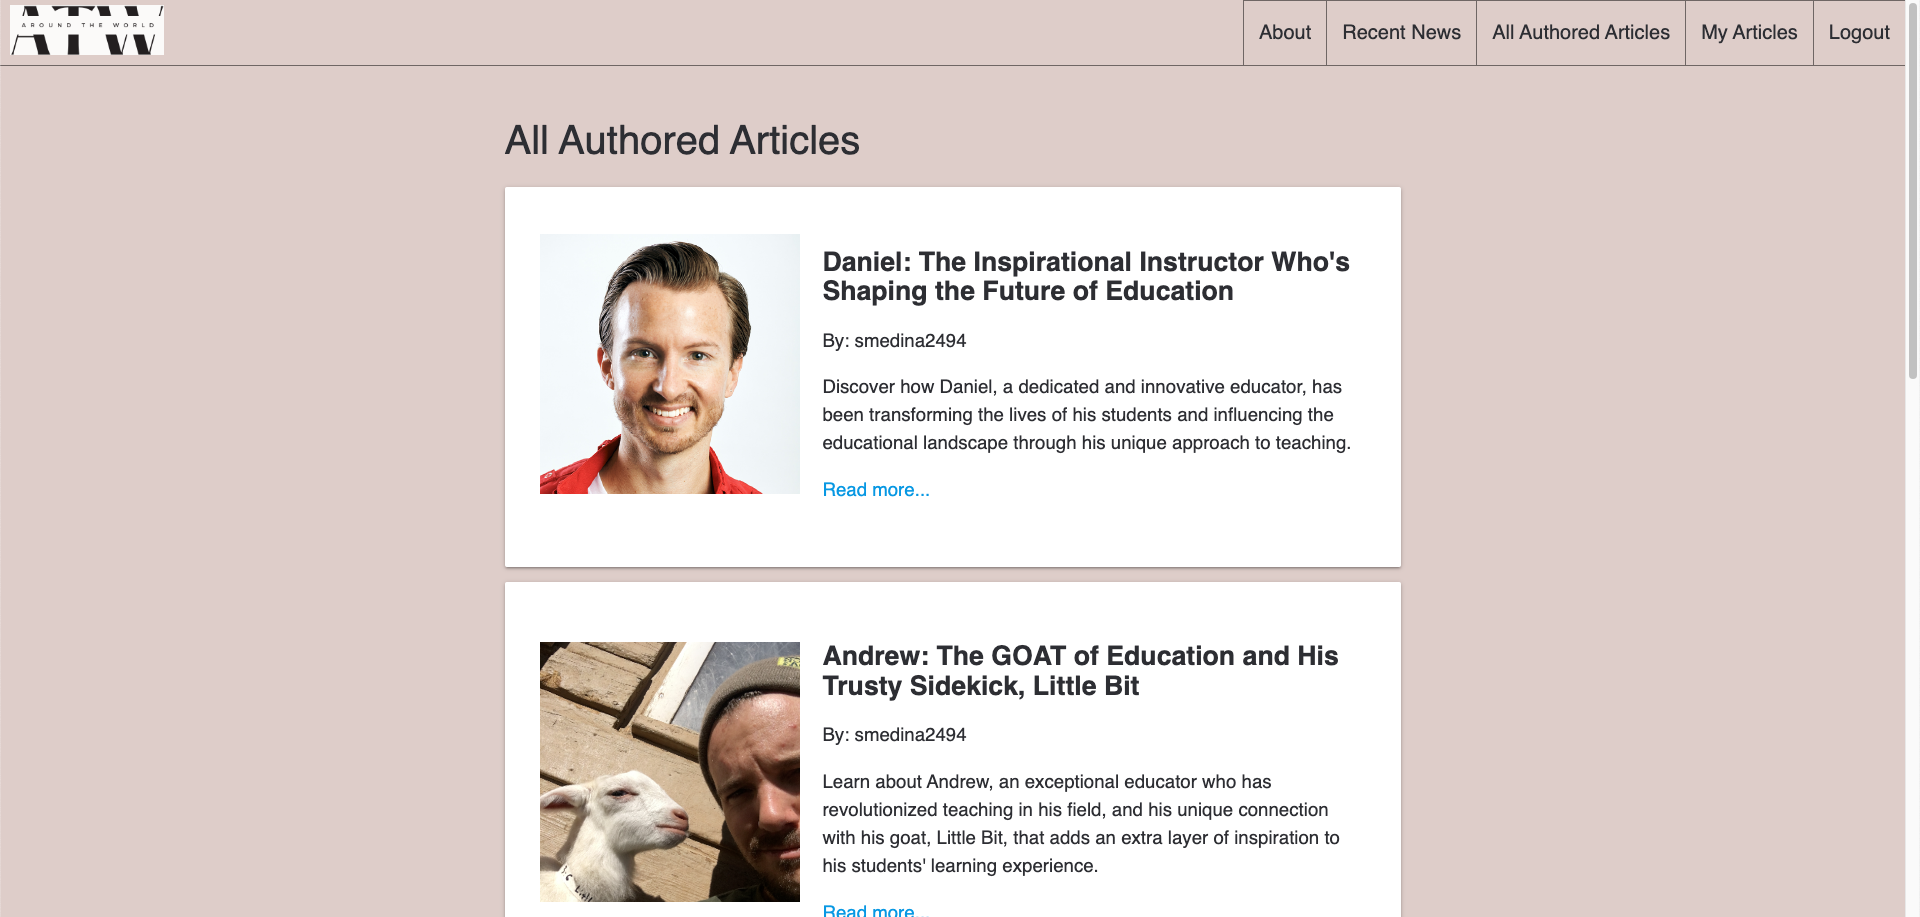 ATW
AROUND THE WORLD
About
Recent News
All Authored Articles
My Articles
Logout
All Authored Articles
Daniel: The Inspirational Instructor Who's
Shaping the Future of Education
By: smedina2494
Discover how Daniel, a dedicated and innovative educator, has
been transforming the lives of his students and influencing the
educational landscape through his unique approach to teaching.
Read more...
Andrew: The GOAT of Education and His
Trusty Sidekick, Little Bit
By: smedina2494
Learn about Andrew, an exceptional educator who has
revolutionized teaching in his field, and his unique connection
with his goat, Little Bit, that adds an extra layer of inspiration to
his students' learning experience.
Read more...